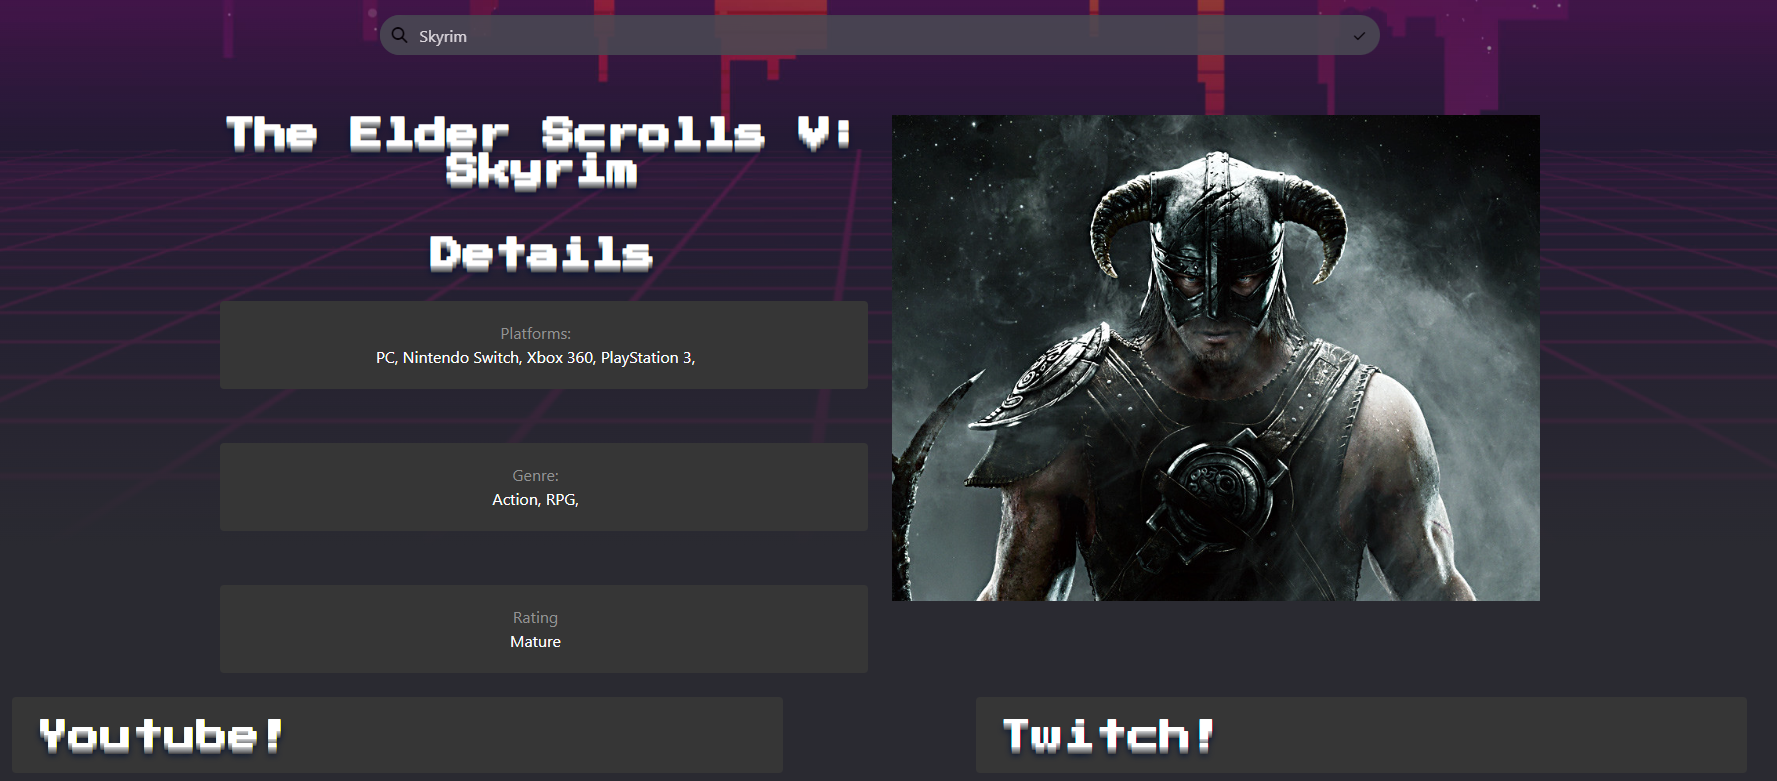 Skyrim
The Elder Scrolls V:
Skyrim
Details
Platforms:
PC, Nintendo Switch, Xbox 360, PlayStation 3,
Genre:
Action, RPG,
Rating
Mature
Youtube!
Twitch!